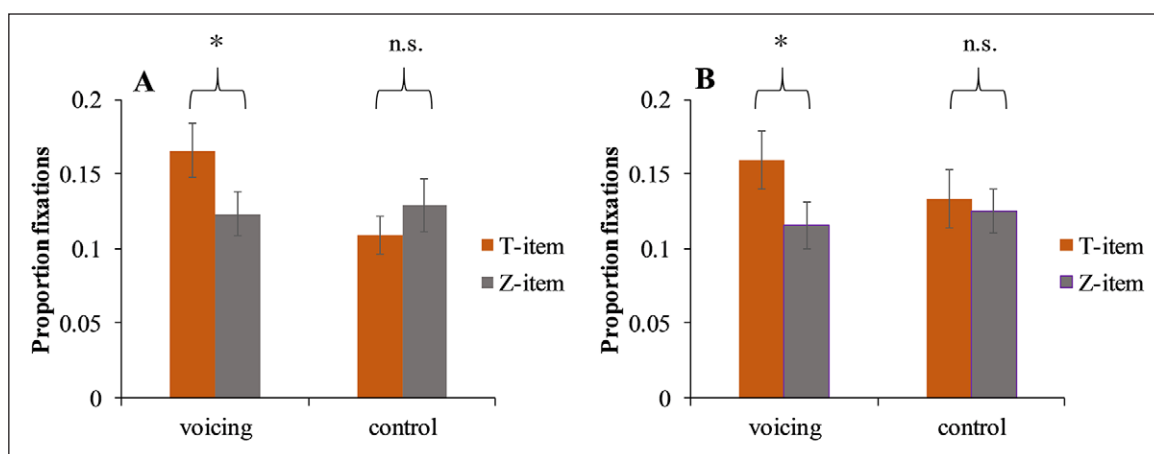 * n.s.
A
0.2
0.15
0.1
0.05
0
Proportion fixations
T-item
Z-item
voicing control
* n.s.
B
0.2
0.15
0.1
0.05
0
Proportion fixations
T-item
Z-item
voicing control